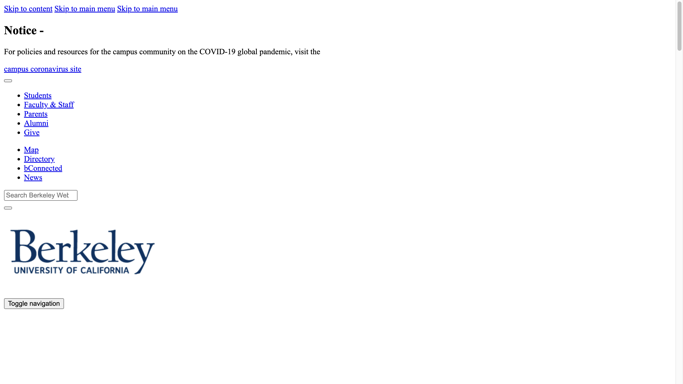 Skip to content Skip to main menu Skip to main menu
Notice -
For policies and resources for the campus community on the COVID-19 global pandemic, visit the
campus coronavirus site
Students
Faculty & Staff
Parents
Alumni
Give
Map
Directory
bConnected
News
Search Berkeley Wet
Berkeley
UNIVERSITY OF CALIFORNIA
Toggle navigation